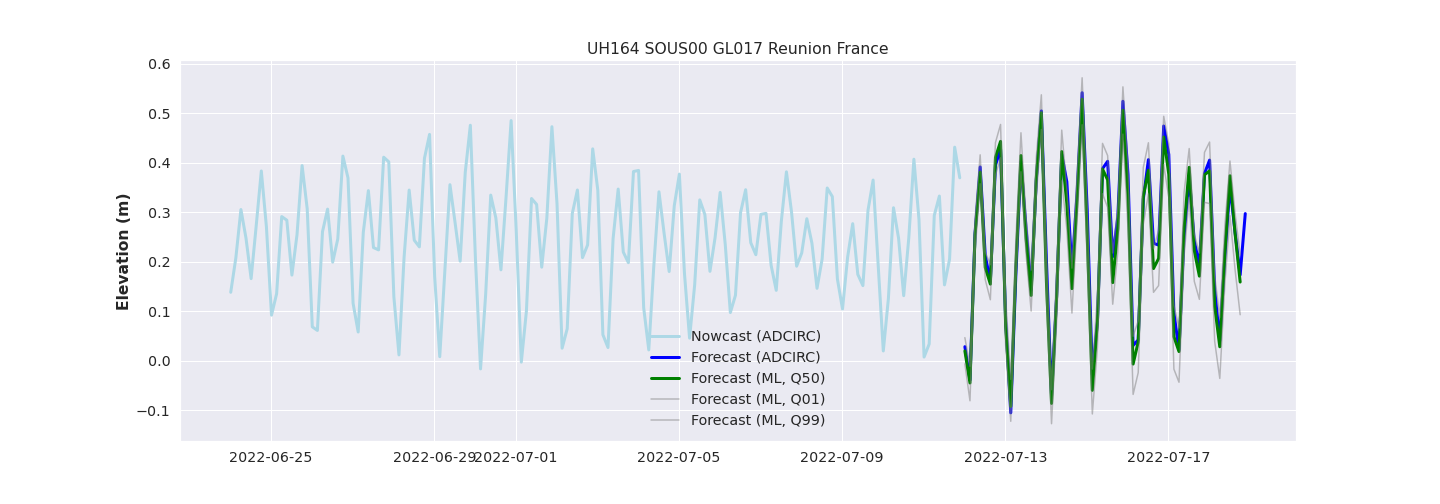 UH164 SOUS00 GL017 Reunion France
0.6
0.5
0.4
0.3
0.2
0.1
0.0
−0.1
Elevation (m)
Nowcast (ADCIRC)
Forecast (ADCIRC)
Forecast (ML, Q50)
Forecast (ML, Q01)
Forecast (ML, Q99)
2022-06-25 2022-06-29 2022-07-01 2022-07-05 2022-07-09 2022-07-13 2022-07-17